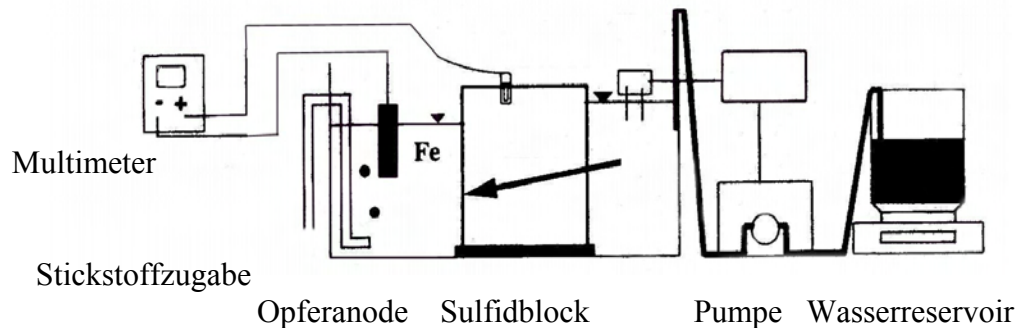 - +
Fe
Multimeter
Stickstoffzugabe
Opferanode Sulfidblock Pumpe Wasserreservoir